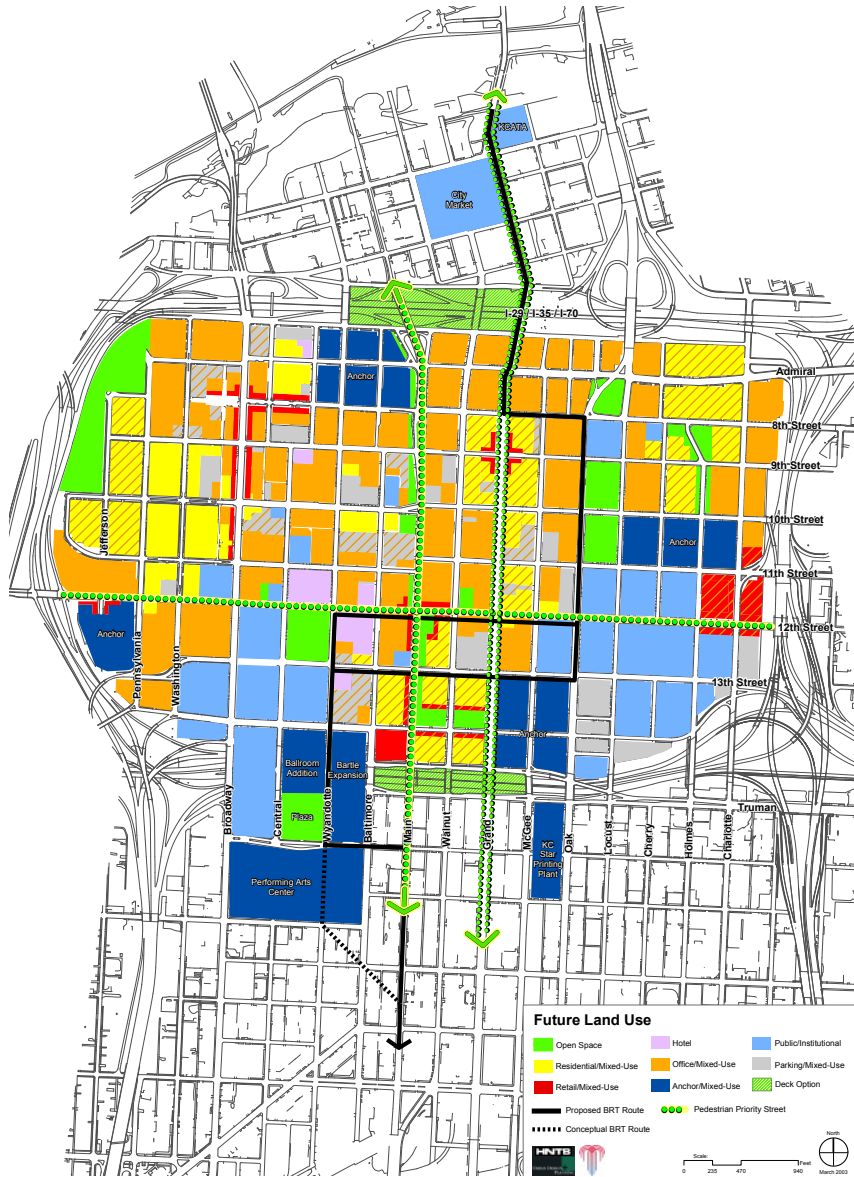 KCATA
City
Market
I-29 / I-35 / I-70
Anchor
Admiral
8th Street
9th Street
10th Street
Jefferson
Anchor
11th Street
12th Street
Anchor
Pennsylvania
Washington
13th Street
Anchor
Ballroom
Addition
Bartle
Expansion
Broadway
Central
Plaza
Wyandotte
Baltimore
Main
Walnut
Grand
McGee
Oak
Locust
Cherry
Holmes
Charlotte
Truman
KC
Star
Printing
Plant
Performing Arts
Center
Future Land Use
Open Space
Hotel
Public/Institutional
Residential/Mixed-Use
Office/Mixed-Use
Parking/Mixed-Use
Retail/Mixed-Use
Anchor/Mixed-Use
Deck Option
Proposed BRT Route
Pedestrian Priority Street
Conceptual BRT Route
HNTB
Scale:
Feet
0 235 470 940
North
March 2003